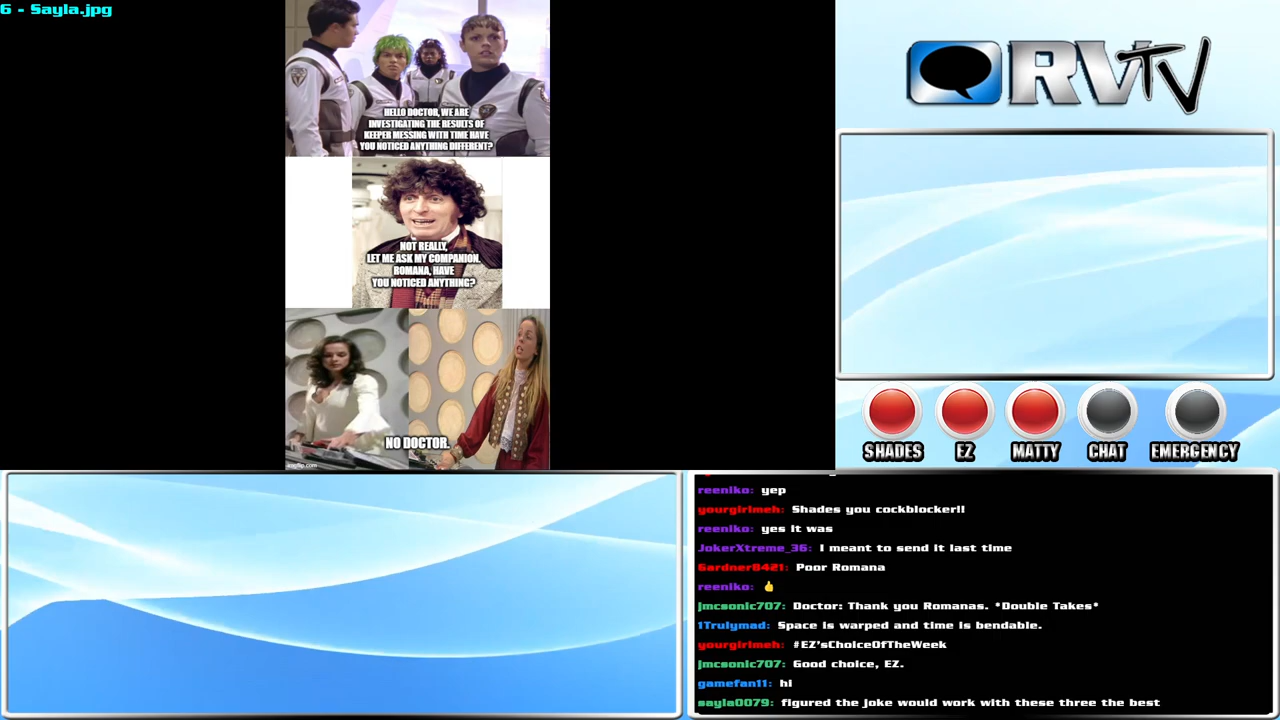 6 - Sayla.jpg
HELLO DOCTOR, WE ARE
INVESTIGATING THE RESULTS OF
KEEPER MESSING WITH TIME HAVE
YOU NOTICED ANYTHING DIFFERENT?
NOT REALLY,
LET ME ASK MY COMPANION.
ROMANA, HAVE
YOU NOTICED ANYTHING?
NO DOCTOR.
imgflip.com
RVTV
SHADES
EZ
MATTY
CHAT
EMERGENCY
reeniko: yep
yourgirlmeh: Shades you cockblocker!!
reeniko: yes it was
JokerXtreme_36: I meant to send it last time
Gardner8421: Poor Romana
reeniko: 👍
jmcsonic707: Doctor: Thank you Romanas. *Double Takes*
1Trulymad: Space is warped and time is bendable.
yourgirlmeh: #EZ'sChoiceOfTheWeek
jmcsonic707: Good choice, EZ.
gamefan11: hi
sayla0079: figured the joke would work with these three the best